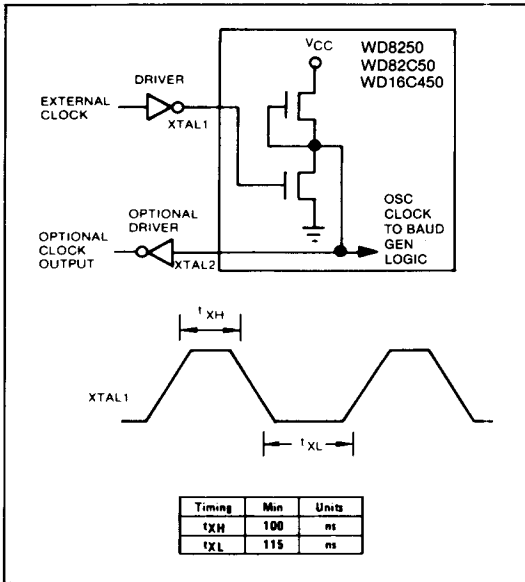 VCC
WD8250
WD82C50
WD16C450
DRIVER
EXTERNAL
CLOCK
XTAL1
OSC
CLOCK
TO BAUD
GEN
LOGIC
OPTIONAL
DRIVER
OPTIONAL
CLOCK
OUTPUT
XTAL2
tXH
XTAL1
tXL
Timing Min Units
tXH 100 ns
tXL 115 ns